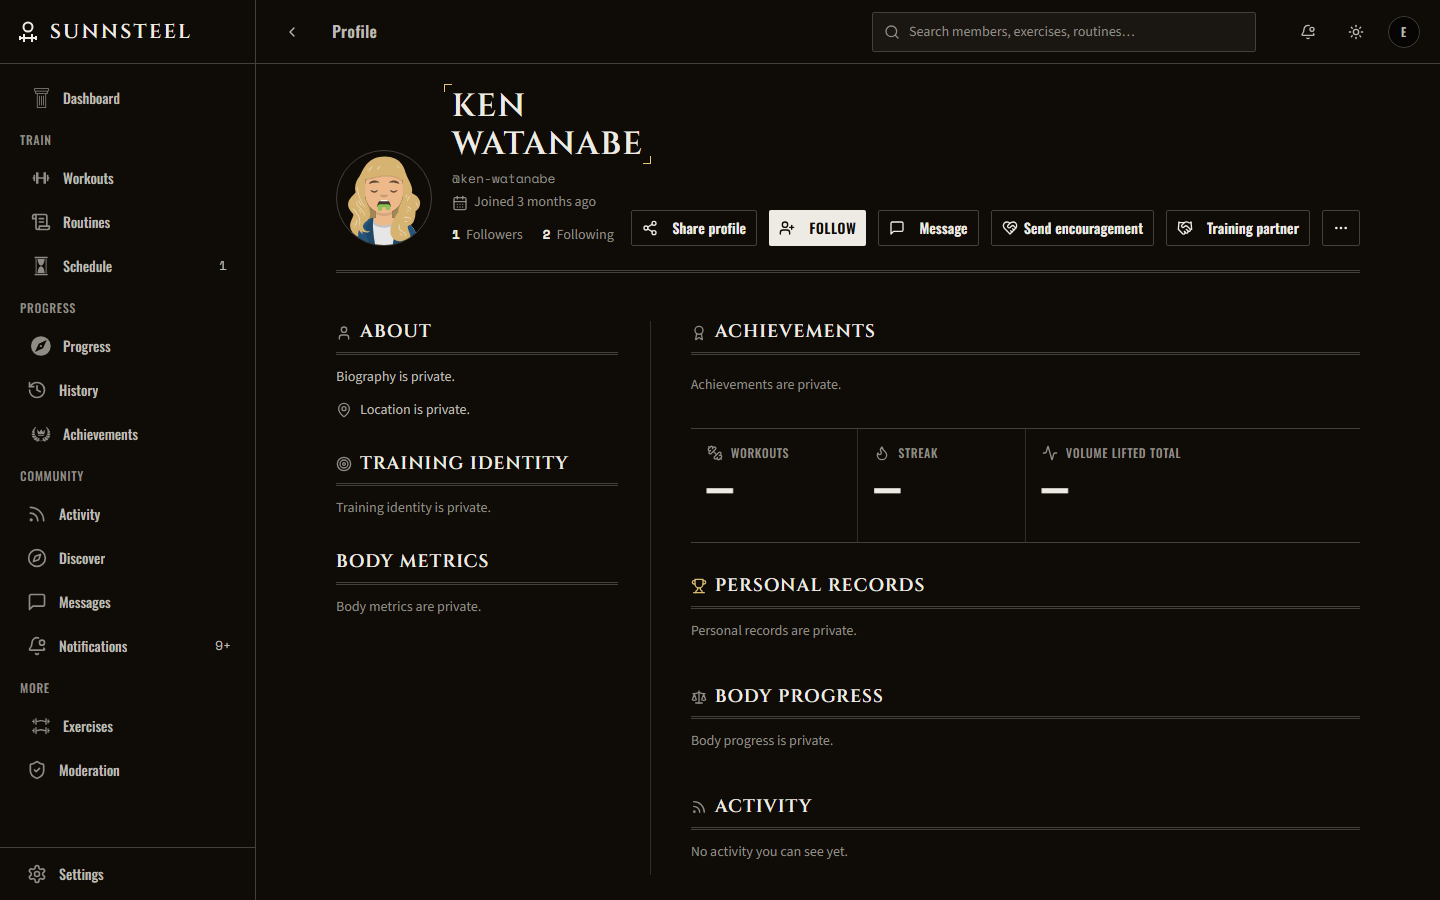 SUNNSTEEL
Profile
Search members, exercises, routines...
E
Dashboard
TRAIN
Workouts
Routines
Schedule 1
PROGRESS
Progress
History
Achievements
COMMUNITY
Activity
Discover
Messages
Notifications 9+
MORE
Exercises
Moderation
Settings
KEN
WATANABE
@ken-watanabe
Joined 3 months ago
1 Followers 2 Following
Share profile FOLLOW Message Send encouragement Training partner ...
ABOUT
Biography is private.
Location is private.
TRAINING IDENTITY
Training identity is private.
BODY METRICS
Body metrics are private.
ACHIEVEMENTS
Achievements are private.
WORKOUTS STREAK VOLUME LIFTED TOTAL
— — —
PERSONAL RECORDS
Personal records are private.
BODY PROGRESS
Body progress is private.
ACTIVITY
No activity you can see yet.